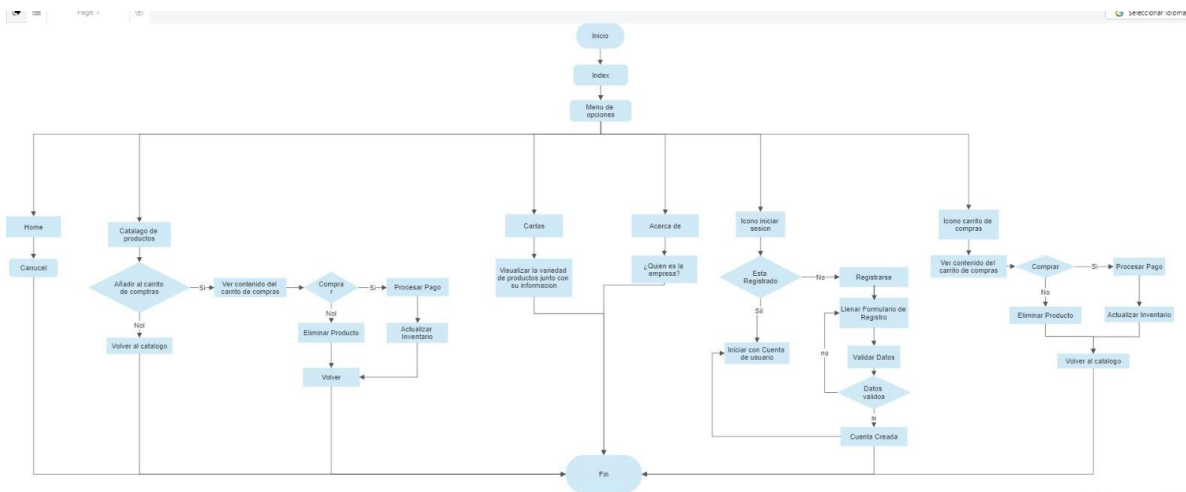 Page 1
Seleccionar idioma
Inicio
Index
Menu de
opciones
Home
Carrucel
Catalago de
productos
Añadir al carrito
de comptras
Si
Ver contenido del
carrito de compras
Compra
r
Si
Procesar Pago
NoI
Volver al catalogo
NoI
Eliminar Producto
Actualizar
Inventario
Volver
Cartas
Visualizar la variedad
de productos junto con
su informacion
Acerca de
¿Quien es la
empresa?
Icono iniciar
sesion
Esta
Registrado
No
Registrarse
SiI
Llenar Formulario de
Registro
Iniciar con Cuenta
de usuario
no
Validar Datos
Datos
validos
si
Cuenta Creada
Icono carrito de
compras
Ver contenido del
carrito de compras
Comprar
Si
Procesar Pago
No
Eliminar Producto
Actualizar Inventario
Volver al catalogo
Fin